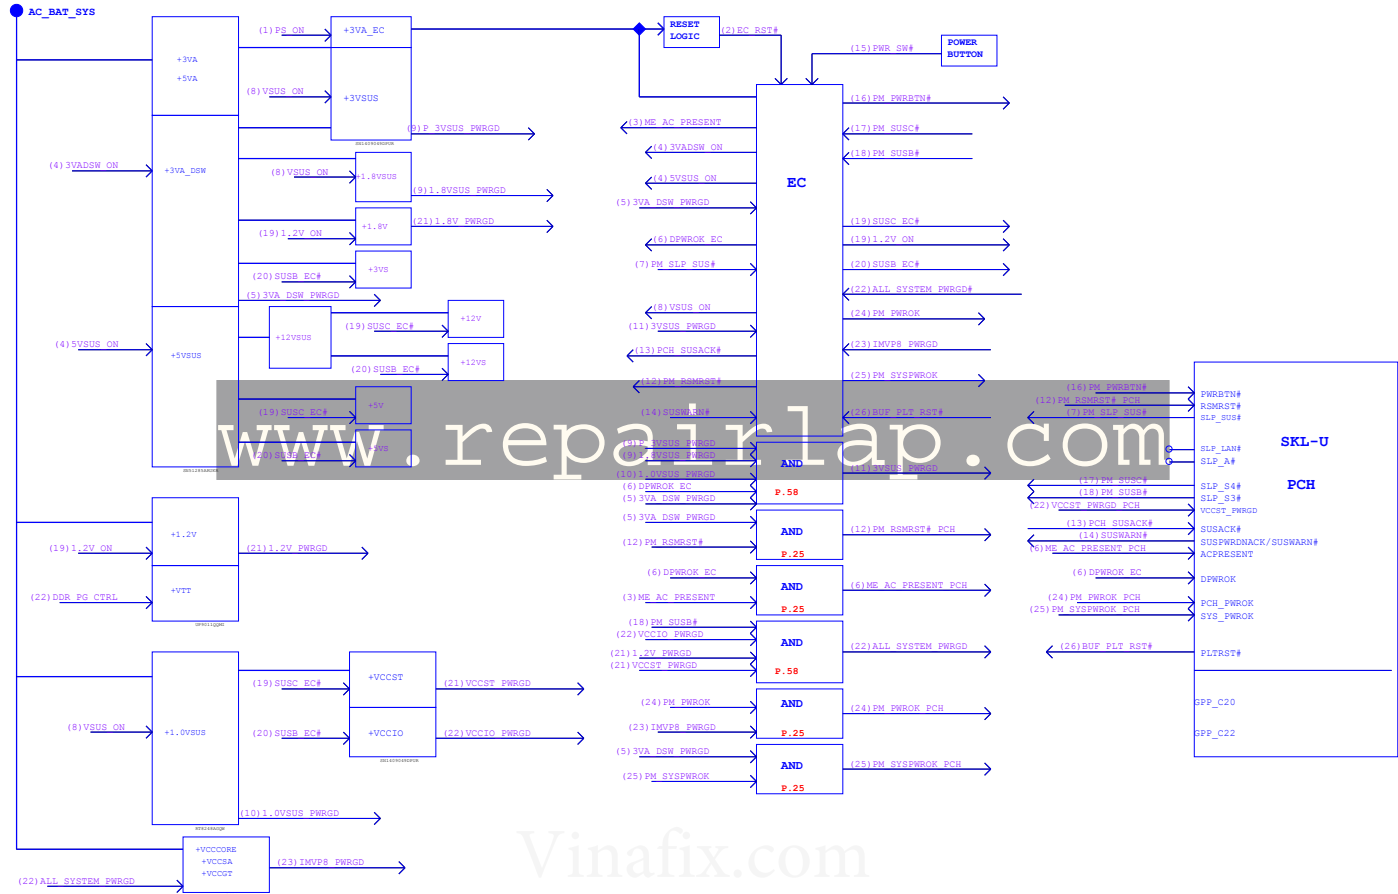 AC_BAT_SYS
+3VA
+5VA
+3VA_DSW
+5VSUS
(4)3VADSW_ON
(4)5VSUS_ON
(1)PS_ON
+3VA_EC
(8)VSUS_ON
+3VSUS
(9)P_3VSUS_PWRGD
(8)VSUS_ON
+1.8VSUS
(9)1.8VSUS_PWRGD
(19)1.2V_ON
+1.8V
(21)1.8V_PWRGD
(20)SUSB_EC#
+3VS
(5)3VA_DSW_PWRGD
+12VSUS
(19)SUSC_EC#
+12V
(20)SUSB_EC#
+12VS
(19)SUSC_EC#
+5V
(20)SUSB_EC#
+5VS
(19)1.2V_ON
+1.2V
(21)1.2V_PWRGD
(22)DDR_PG_CTRL
+VTT
(8)VSUS_ON
+1.0VSUS
(10)1.0VSUS_PWRGD
(19)SUSC_EC#
+VCCST
(21)VCCST_PWRGD
(20)SUSB_EC#
+VCCIO
(22)VCCIO_PWRGD
+VCCCORE
+VCCSA
+VCCGT
(22)ALL_SYSTEM_PWRGD
(23)IMVP8_PWRGD
RESET
LOGIC
(2)EC_RST#
(15)PWR_SW#
POWER
BUTTON
EC
(3)ME_AC_PRESENT
(4)3VADSW_ON
(4)5VSUS_ON
(5)3VA_DSW_PWRGD
(6)DPWROK_EC
(7)PM_SLP_SUS#
(8)VSUS_ON
(11)3VSUS_PWRGD
(13)PCH_SUSACK#
(12)PM_RSMRST#
(14)SUSWARN#
(16)PM_PWRBTN#
(17)PM_SUSC#
(18)PM_SUSB#
(19)SUSC_EC#
(19)1.2V_ON
(20)SUSB_EC#
(22)ALL_SYSTEM_PWRGD#
(24)PM_PWROK
(23)IMVP8_PWRGD
(25)PM_SYSPWROK
(26)BUF_PLT_RST#
(9)P_3VSUS_PWRGD
(9)1.8VSUS_PWRGD
(10)1.0VSUS_PWRGD
(6)DPWROK_EC
(5)3VA_DSW_PWRGD
AND
P.58
(11)3VSUS_PWRGD
(5)3VA_DSW_PWRGD
(12)PM_RSMRST#
AND
P.25
(12)PM_RSMRST#_PCH
(6)DPWROK_EC
(3)ME_AC_PRESENT
AND
P.25
(6)ME_AC_PRESENT_PCH
(18)PM_SUSB#
(22)VCCIO_PWRGD
(21)1.2V_PWRGD
(21)VCCST_PWRGD
AND
P.58
(22)ALL_SYSTEM_PWRGD
(24)PM_PWROK
(23)IMVP8_PWRGD
AND
P.25
(24)PM_PWROK_PCH
(5)3VA_DSW_PWRGD
(25)PM_SYSPWROK
AND
P.25
(25)PM_SYSPWROK_PCH
SKL-U
PCH
(16)PM_PWRBTN#
PWRBTN#
(12)PM_RSMRST#_PCH
RSMRST#
(7)PM_SLP_SUS#
SLP_SUS#
SLP_LAN#
SLP_A#
(17)PM_SUSC#
SLP_S4#
(18)PM_SUSB#
SLP_S3#
(22)VCCST_PWRGD_PCH
VCCST_PWRGD
(13)PCH_SUSACK#
SUSACK#
(14)SUSWARN#
SUSPWRDNACK/SUSWARN#
(6)ME_AC_PRESENT_PCH
ACPRESENT
(6)DPWROK_EC
DPWROK
(24)PM_PWROK_PCH
PCH_PWROK
(25)PM_SYSPWROK_PCH
SYS_PWROK
(26)BUF_PLT_RST#
PLTRST#
GPP_C20
GPP_C22
www.repairlap.com
Vinafix.com